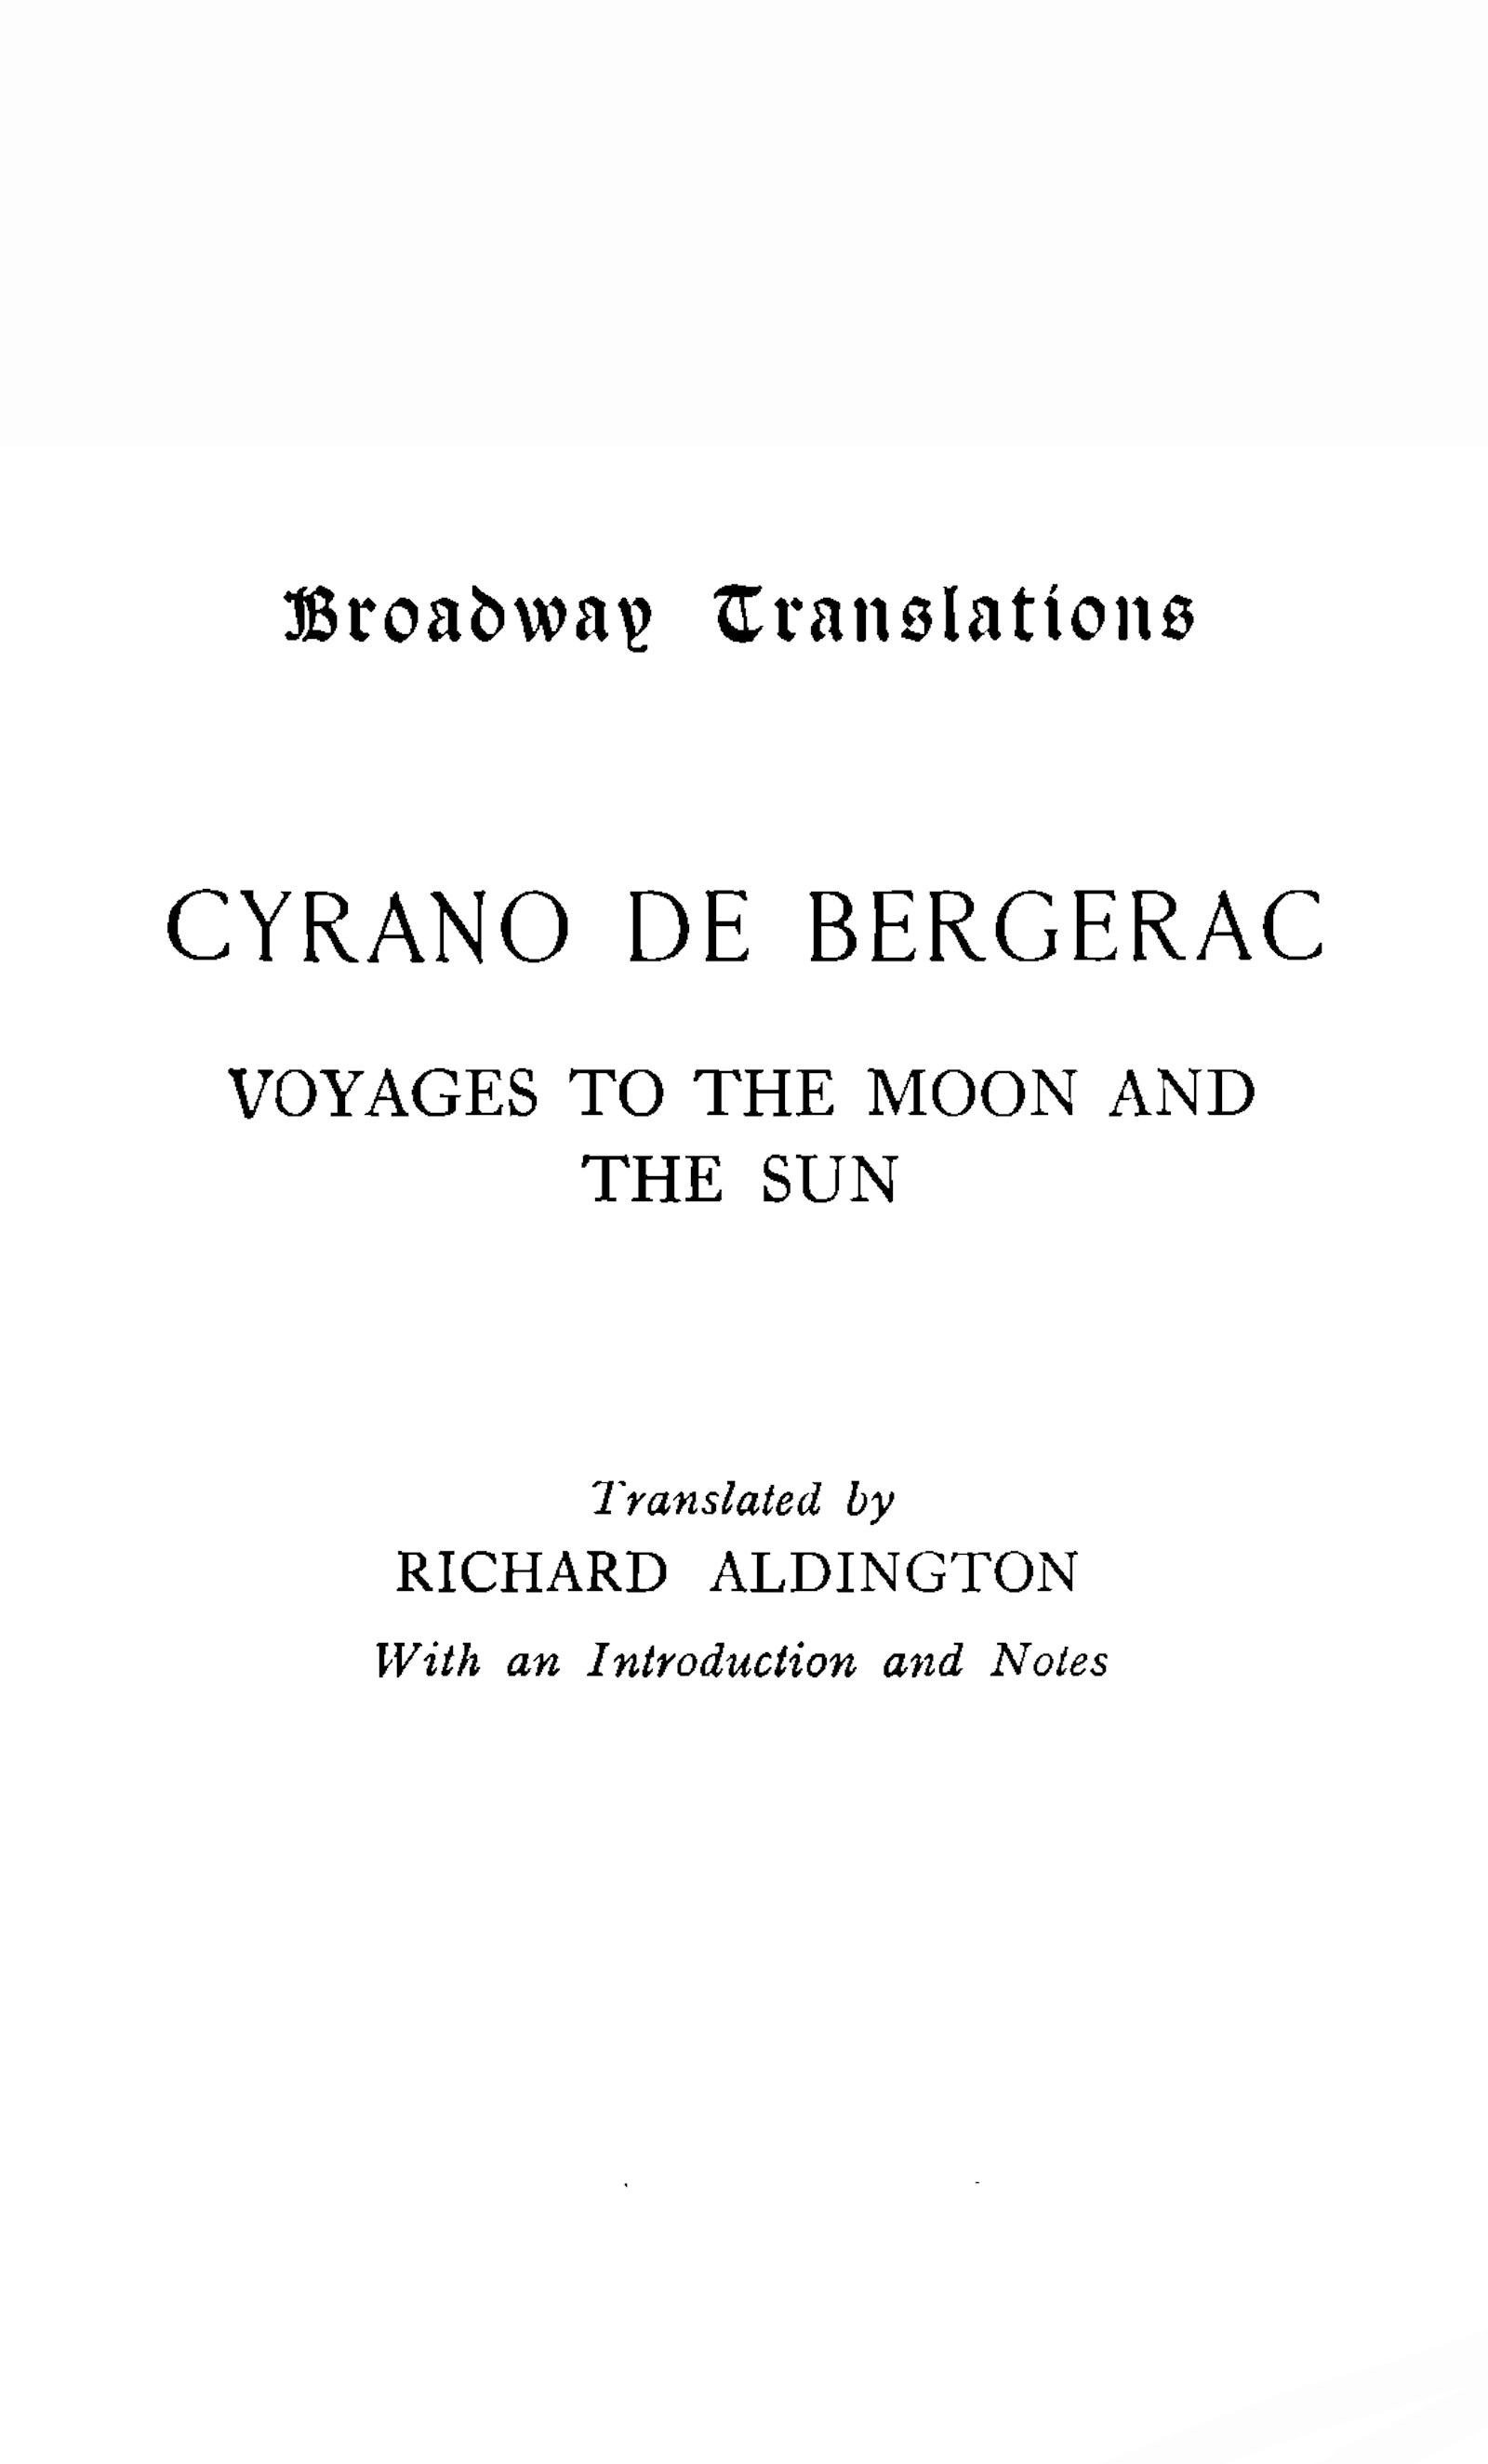 Broadway Translations
CYRANO DE BERGERAC
VOYAGES TO THE MOON AND
THE SUN
Translated by
RICHARD ALDINGTON
With an Introduction and Notes